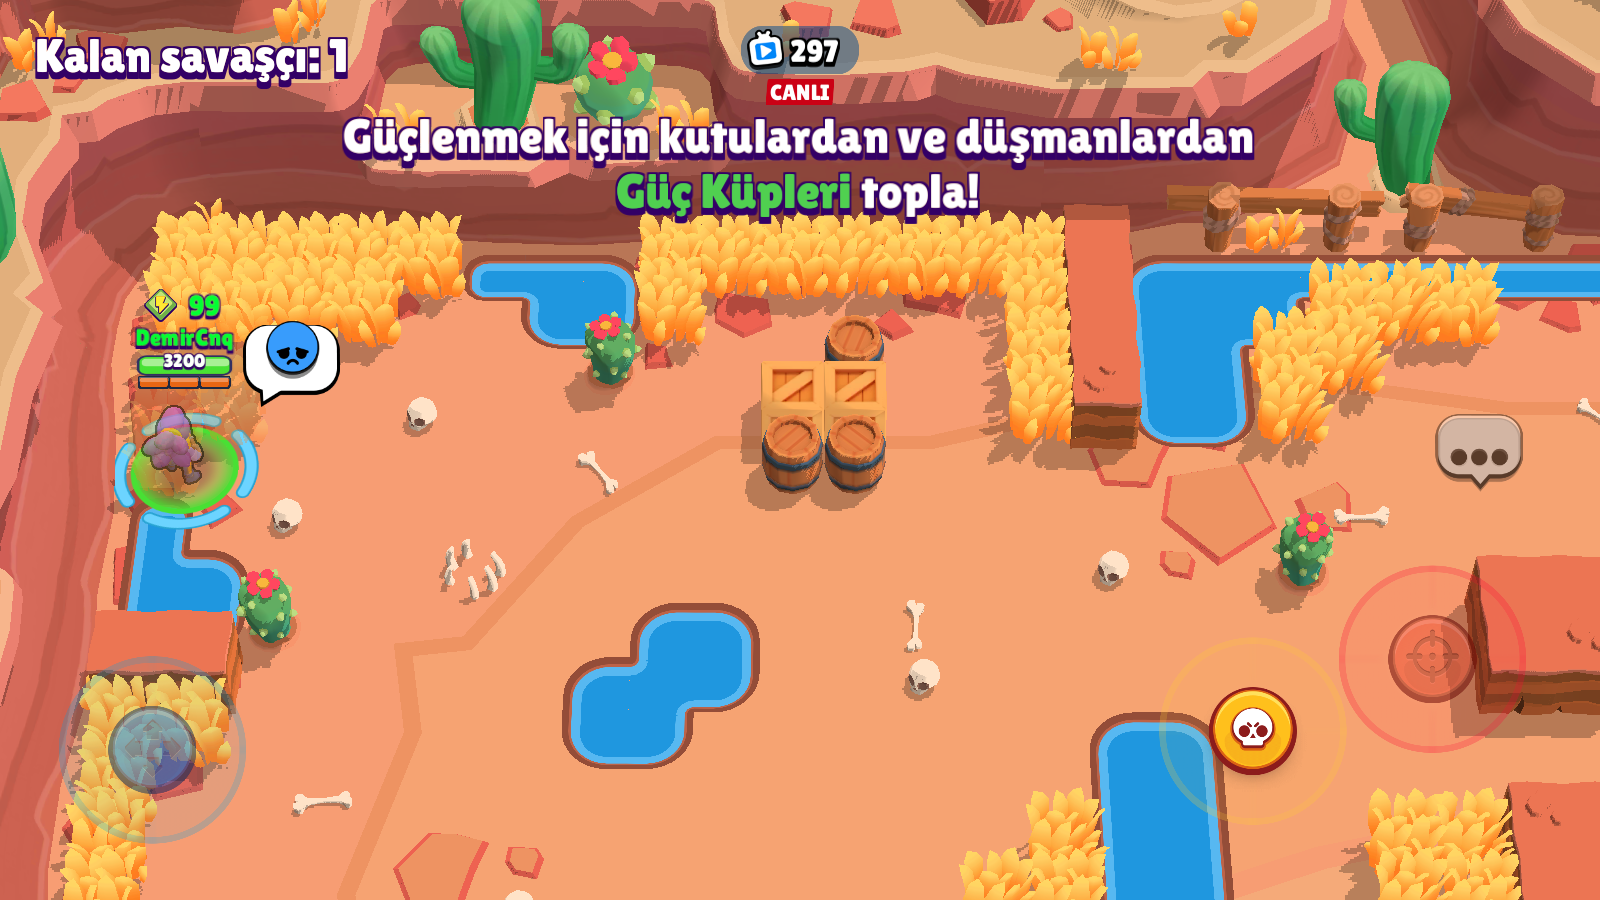 Kalan savaşçı: 1
297
CANLI
Güçlenmek için kutulardan ve düşmanlardan
Güç Küpleri topla!
99
DemirCnq
3200